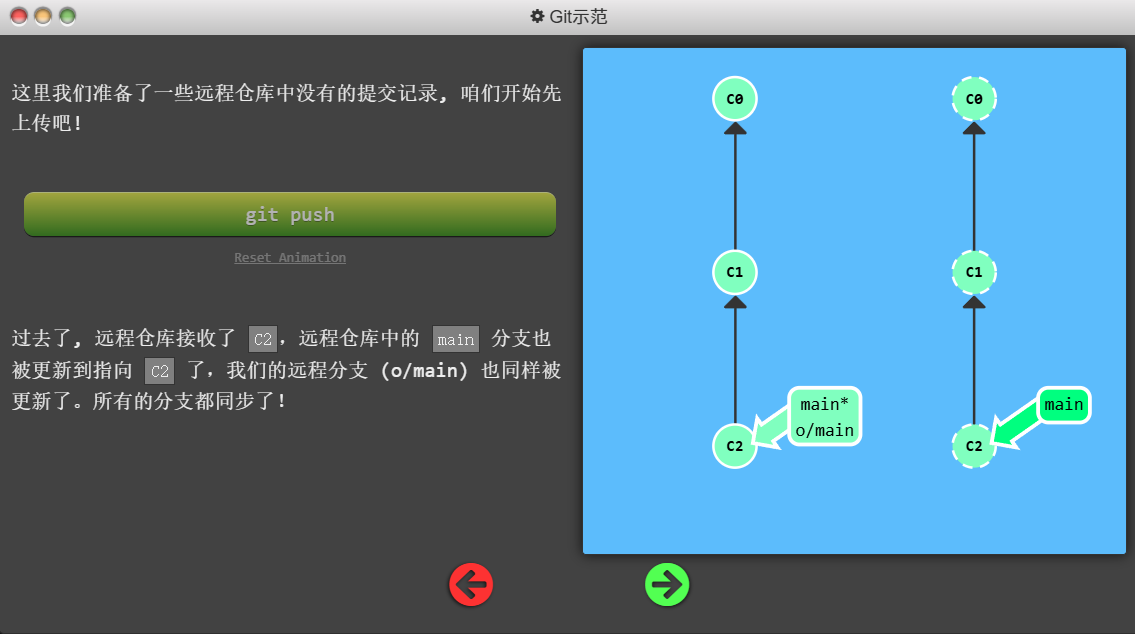 Git示范
这里我们准备了一些远程仓库中没有的提交记录, 咱们开始先
上传吧!
git push
Reset Animation
过去了, 远程仓库接收了 C2，远程仓库中的 main 分支也
被更新到指向 C2 了，我们的远程分支 (o/main) 也同样被
更新了。所有的分支都同步了!
C0
C1
C2
main*
o/main
C0
C1
C2
main